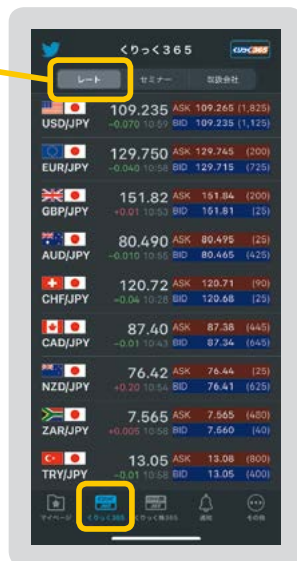 くりっく365 くりっく365
レート セミナー 取扱会社
109.235 ASK 109.265 (1,825)
USD/JPY -0.070 10:59 BID 109.235 (1,125)
129.750 ASK 129.745 (200)
EUR/JPY -0.040 10:58 BID 129.715 (725)
151.82 ASK 151.84 (200)
GBP/JPY +0.01 10:53 BID 151.81 (25)
80.490 ASK 80.495 (25)
AUD/JPY -0.010 10:55 BID 80.465 (425)
120.72 ASK 120.71 (90)
CHF/JPY -0.04 10:28 BID 120.68 (25)
87.40 ASK 87.38 (445)
CAD/JPY -0.01 10:43 BID 87.34 (645)
76.42 ASK 76.44 (25)
NZD/JPY +0.20 10:54 BID 76.41 (625)
7.565 ASK 7.565 (480)
ZAR/JPY +0.005 10:58 BID 7.560 (40)
13.05 ASK 13.08 (800)
TRY/JPY -0.01 10:58 BID 13.05 (400)
マイページ くりっく365 くりっく株365 通知 その他